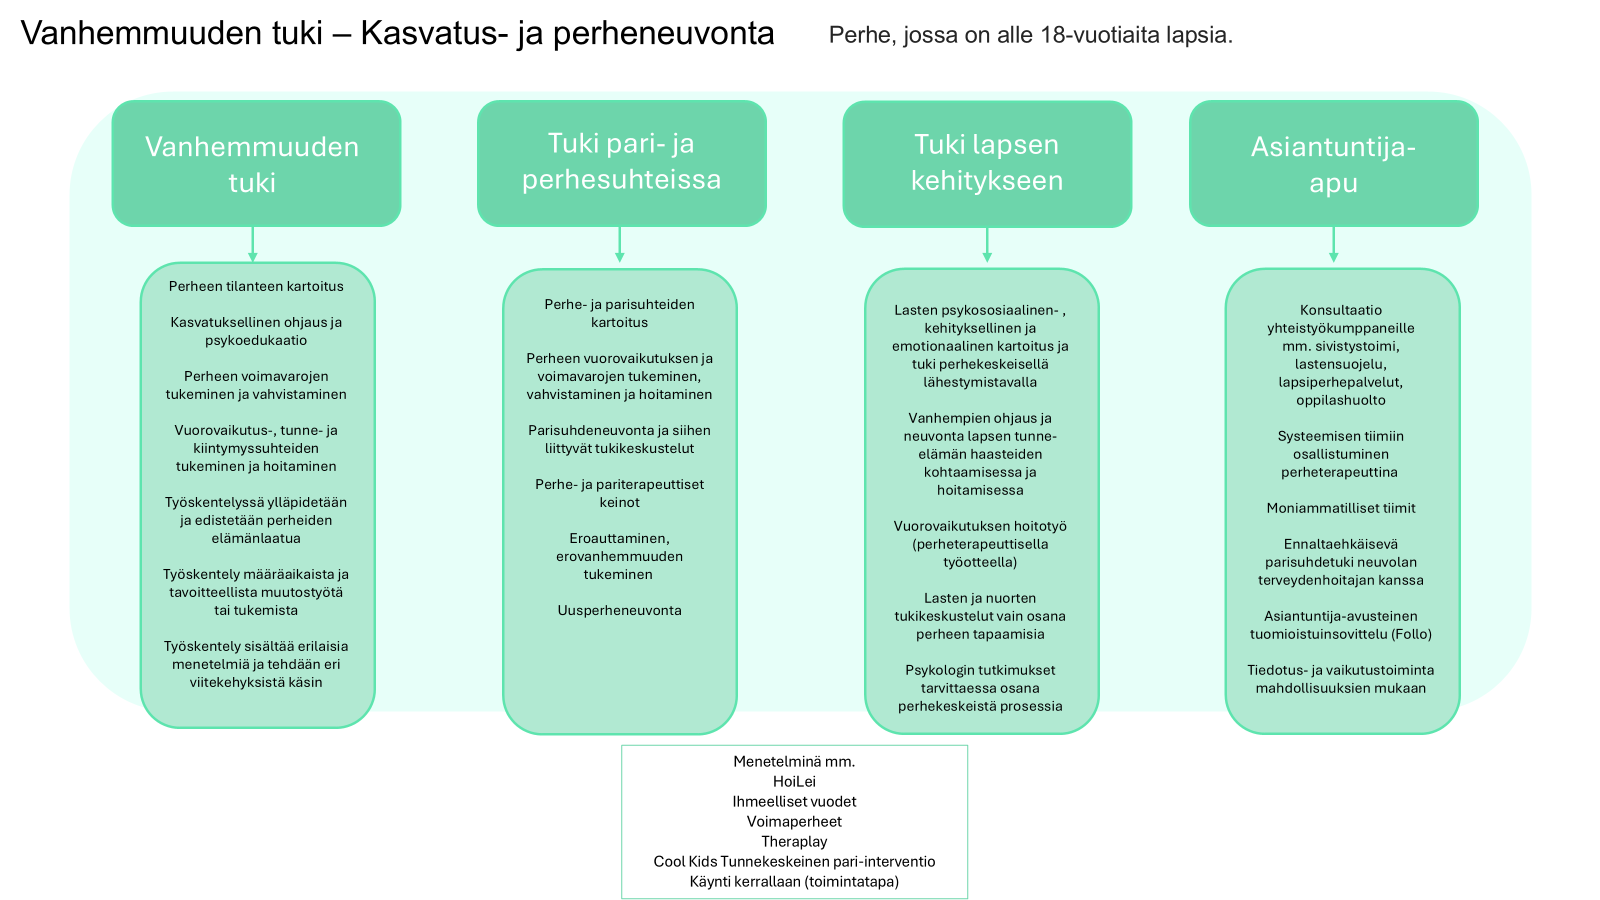 Vanhemmuuden tuki – Kasvatus- ja perheneuvonta
Perhe, jossa on alle 18-vuotiaita lapsia.
Vanhemmuuden
tuki
Perheen tilanteen kartoitus
Kasvatuksellinen ohjaus ja
psykoedukaatio
Perheen voimavarojen
tukeminen ja vahvistaminen
Vuorovaikutus-, tunne- ja
kiintymyssuhteiden
tukeminen ja hoitaminen
Työskentelyssä ylläpidetään
ja edistetään perheiden
elämänlaatua
Työskentely määräaikaista ja
tavoitteellista muutostyötä
tai tukemista
Työskentely sisältää erilaisia
menetelmiä ja tehdään eri
viitekehyksistä käsin
Tuki pari- ja
perhesuhteissa
Perhe- ja parisuhteiden
kartoitus
Perheen vuorovaikutuksen ja
voimavarojen tukeminen,
vahvistaminen ja hoitaminen
Parisuhdeneuvonta ja siihen
liittyvät tukikeskustelut
Perhe- ja pariterapeuttiset
keinot
Eroauttaminen,
erovanhemmuuden
tukeminen
Uusperheneuvonta
Tuki lapsen
kehitykseen
Lasten psykososiaalinen- ,
kehityksellinen ja
emotionaalinen kartoitus ja
tuki perhekeskeisellä
lähestymistavalla
Vanhempien ohjaus ja
neuvonta lapsen tunne-
elämän haasteiden
kohtaamisessa ja
hoitamisessa
Vuorovaikutuksen hoitotyö
(perheterapeuttisella
työotteella)
Lasten ja nuorten
tukikeskustelut vain osana
perheen tapaamisia
Psykologin tutkimukset
tarvittaessa osana
perhekeskeistä prosessia
Asiantuntija-
apu
Konsultaatio
yhteistyökumppaneille
mm. sivistystoimi,
lastensuojelu,
lapsiperhepalvelut,
oppilashuolto
Systeemisen tiimiin
osallistuminen
perheterapeuttina
Moniammatilliset tiimit
Ennaltaehkäisevä
parisuhdetuki neuvolan
terveydenhoitajan kanssa
Asiantuntija-avusteinen
tuomioistuinsovittelu (Follo)
Tiedotus- ja vaikutustoiminta
mahdollisuuksien mukaan
Menetelminä mm.
HoiLei
Ihmeelliset vuodet
Voimaperheet
Theraplay
Cool Kids Tunnekeskeinen pari-interventio
Käynti kerrallaan (toimintatapa)